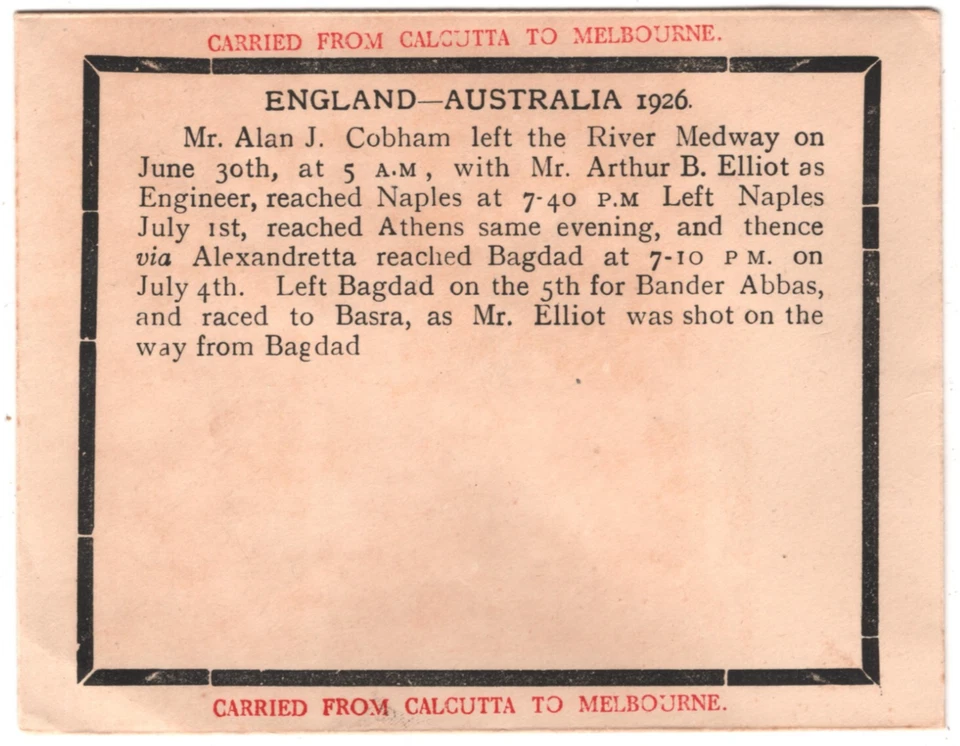 CARRIED FROM CALCUTTA TO MELBOURNE.
ENGLAND—AUSTRALIA 1926.
Mr. Alan J. Cobham left the River Medway on
June 30th, at 5 A.M, with Mr. Arthur B. Elliot as
Engineer, reached Naples at 7-40 P.M Left Naples
July 1st, reached Athens same evening, and thence
via Alexandretta reached Bagdad at 7-10 P M. on
July 4th. Left Bagdad on the 5th for Bander Abbas,
and raced to Basra, as Mr. Elliot was shot on the
way from Bagdad
CARRIED FROM CALCUTTA TO MELBOURNE.